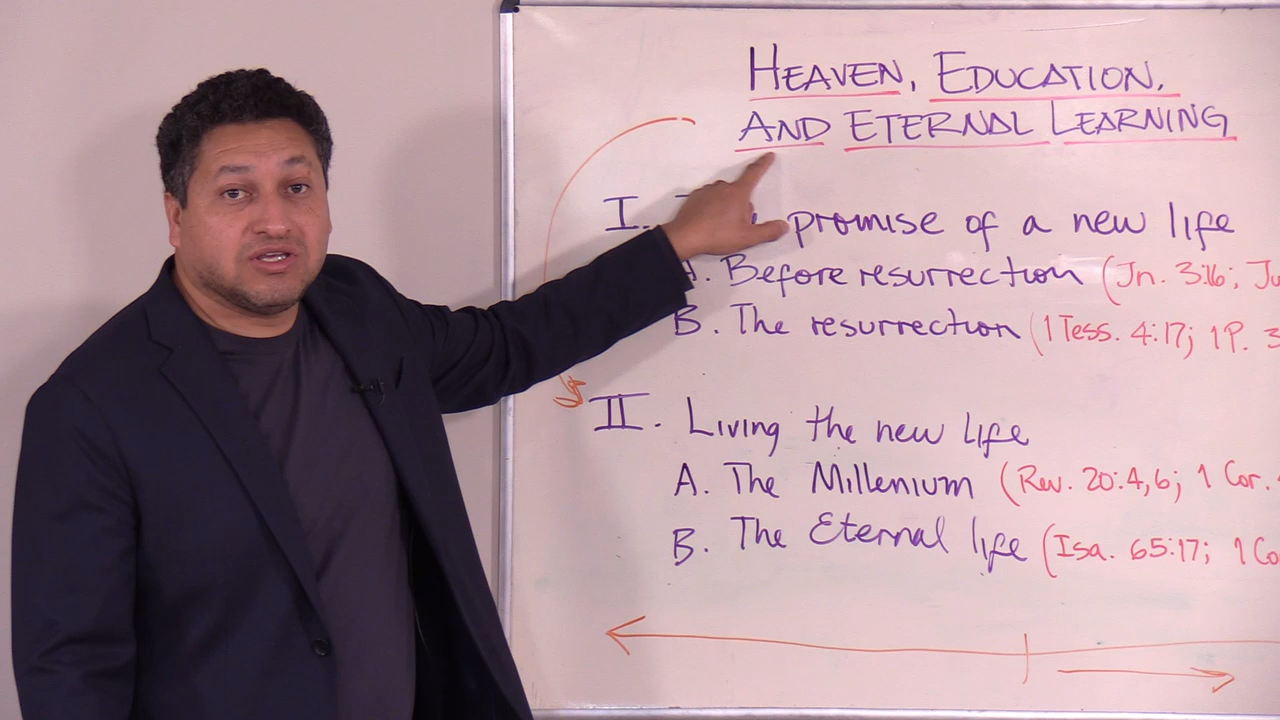 HEAVEN, EDUCATION,
AND ETERNAL LEARNING
I. promise of a new life
A. Before resurrection (Jn. 3:16; Ju
B. The resurrection (1 Tess. 4:17; 1 P. 3
II. Living the new life
A. The Millenium (Rev. 20:4,6; 1 Cor.
B. The Eternal life (Isa. 65:17; 1 Co